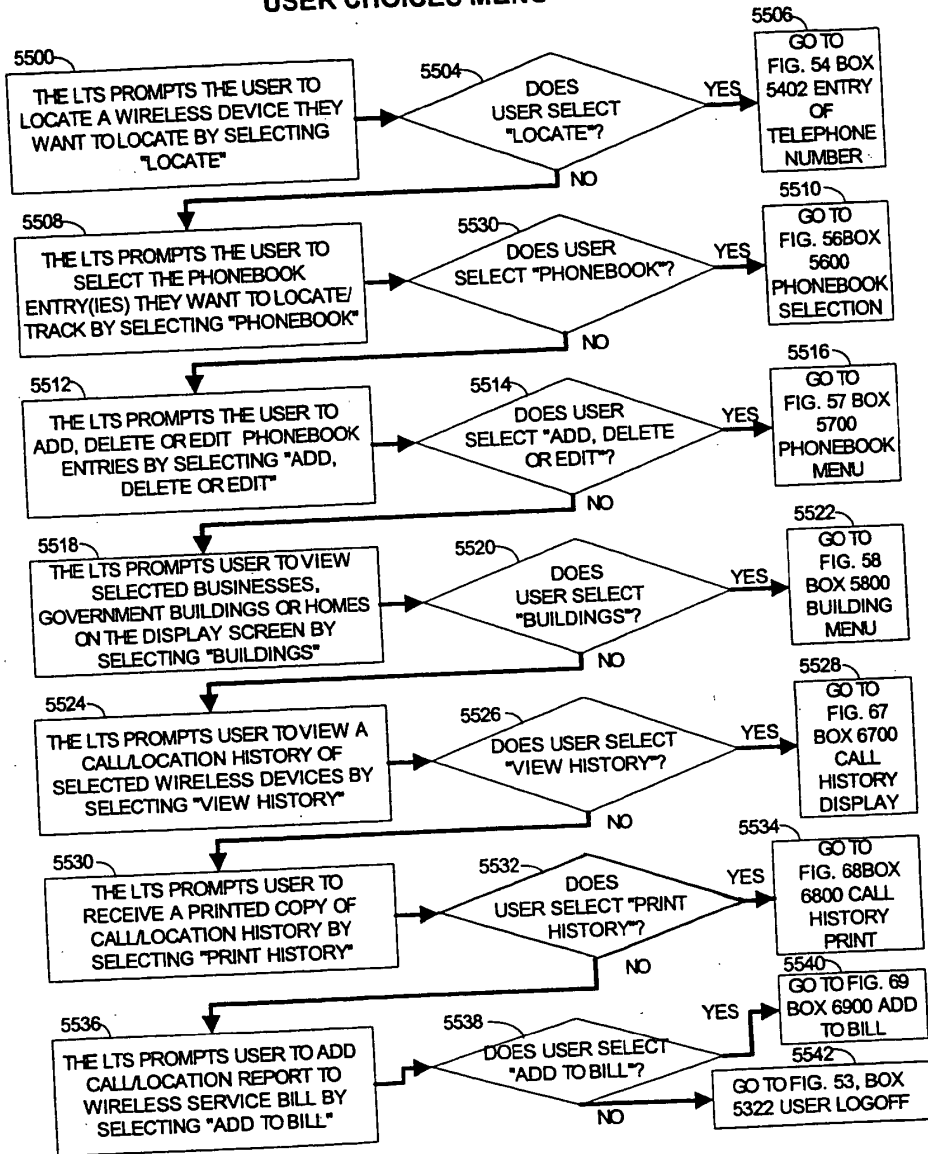 USER CHOICES MENU
5500
THE LTS PROMPTS THE USER TO
LOCATE A WIRELESS DEVICE THEY
WANT TO LOCATE BY SELECTING
"LOCATE"
5504
DOES
USER SELECT
"LOCATE"?
YES
NO
5506
GO TO
FIG. 54 BOX
5402 ENTRY
OF
TELEPHONE
NUMBER
5508
THE LTS PROMPTS THE USER TO
SELECT THE PHONEBOOK
ENTRY(IES) THEY WANT TO LOCATE/
TRACK BY SELECTING "PHONEBOOK"
5530
DOES USER
SELECT "PHONEBOOK"?
YES
NO
5510
GO TO
FIG. 56BOX
5600
PHONEBOOK
SELECTION
5512
THE LTS PROMPTS THE USER TO
ADD, DELETE OR EDIT PHONEBOOK
ENTRIES BY SELECTING "ADD,
DELETE OR EDIT"
5514
DOES USER
SELECT "ADD, DELETE
OR EDIT"?
YES
NO
5516
GO TO
FIG. 57 BOX
5700
PHONEBOOK
MENU
5518
THE LTS PROMPTS USER TO VIEW
SELECTED BUSINESSES,
GOVERNMENT BUILDINGS OR HOMES
ON THE DISPLAY SCREEN BY
SELECTING "BUILDINGS"
5520
DOES
USER SELECT
"BUILDINGS"?
YES
NO
5522
GO TO
FIG. 58
BOX 5800
BUILDING
MENU
5524
THE LTS PROMPTS USER TO VIEW A
CALL/LOCATION HISTORY OF
SELECTED WIRELESS DEVICES BY
SELECTING "VIEW HISTORY"
5526
DOES USER SELECT
"VIEW HISTORY"?
YES
NO
5528
GO TO
FIG. 67
BOX 6700
CALL
HISTORY
DISPLAY
5530
THE LTS PROMPTS USER TO
RECEIVE A PRINTED COPY OF
CALL/LOCATION HISTORY BY
SELECTING "PRINT HISTORY"
5532
DOES
USER SELECT "PRINT
HISTORY"?
YES
NO
5534
GO TO
FIG. 68BOX
6800 CALL
HISTORY
PRINT
5536
THE LTS PROMPTS USER TO ADD
CALL/LOCATION REPORT TO
WIRELESS SERVICE BILL BY
SELECTING "ADD TO BILL"
5538
DOES USER SELECT
"ADD TO BILL"?
YES
NO
5540
GO TO FIG. 69
BOX 6900 ADD
TO BILL
5542
GO TO FIG. 53, BOX
5322 USER LOGOFF